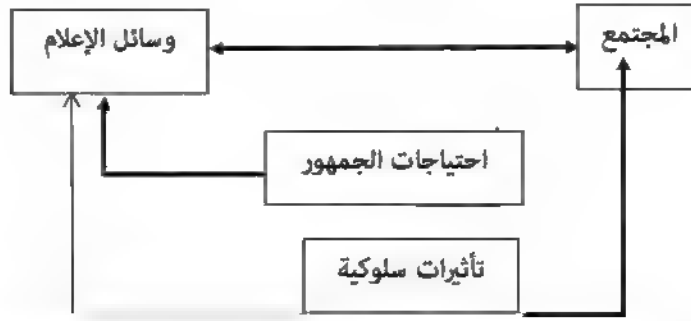 المجتمع
وسائل الإعلام
احتياجات الجمهور
تأثيرات سلوكية